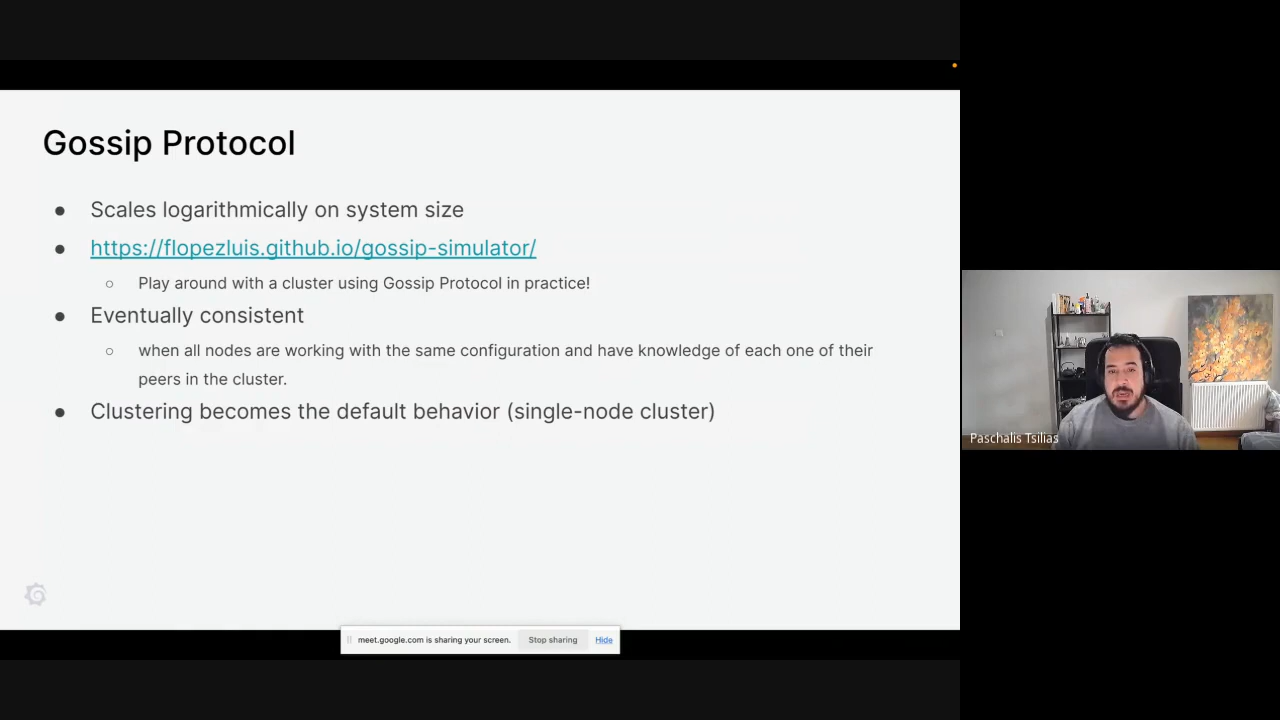 Gossip Protocol
● Scales logarithmically on system size
● https://flopezluis.github.io/gossip-simulator/
○ Play around with a cluster using Gossip Protocol in practice!
● Eventually consistent
○ when all nodes are working with the same configuration and have knowledge of each one of their
peers in the cluster.
● Clustering becomes the default behavior (single-node cluster)
Paschalis Tsilias
meet.google.com is sharing your screen. Stop sharing Hide